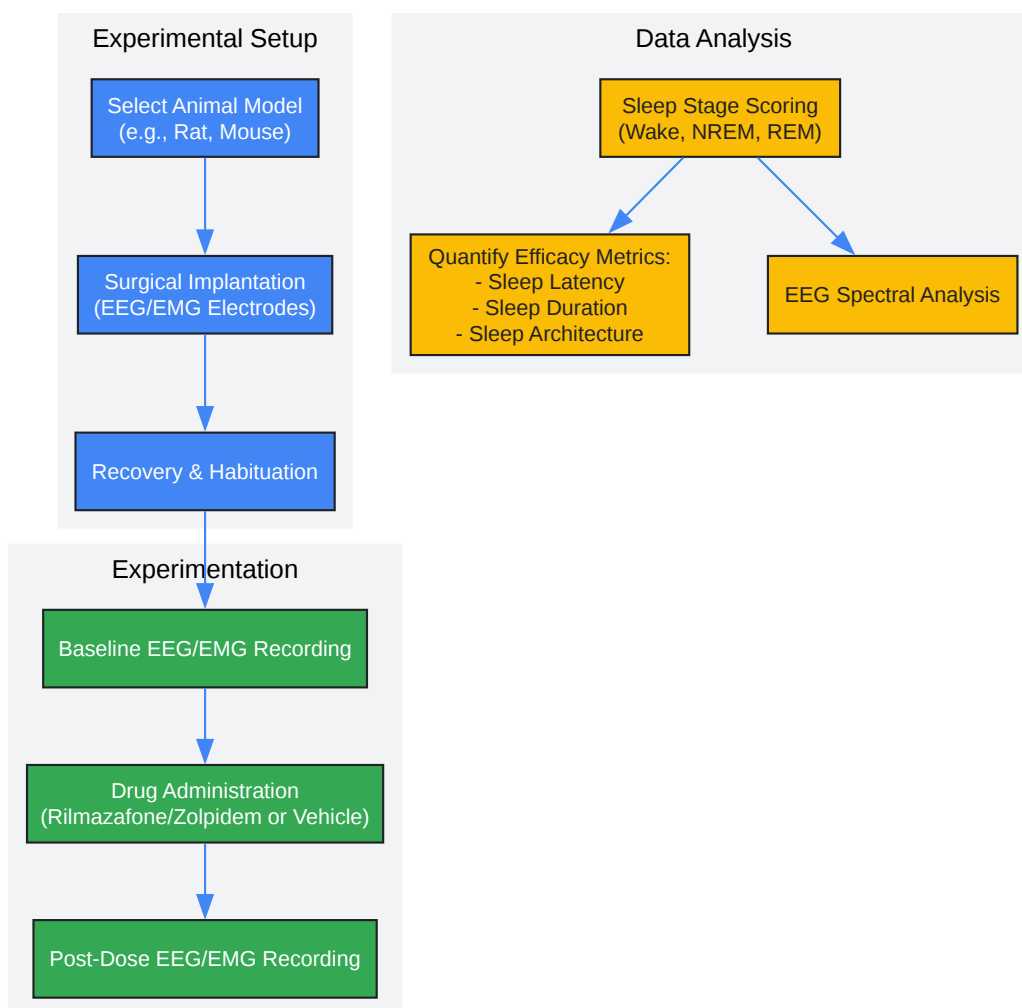 Experimental Setup
Select Animal Model
(e.g., Rat, Mouse)
Surgical Implantation
(EEG/EMG Electrodes)
Recovery & Habituation
Experimentation
Baseline EEG/EMG Recording
Drug Administration
(Rilmazafone/Zolpidem or Vehicle)
Post-Dose EEG/EMG Recording
Data Analysis
Sleep Stage Scoring
(Wake, NREM, REM)
Quantify Efficacy Metrics:
- Sleep Latency
- Sleep Duration
- Sleep Architecture
EEG Spectral Analysis